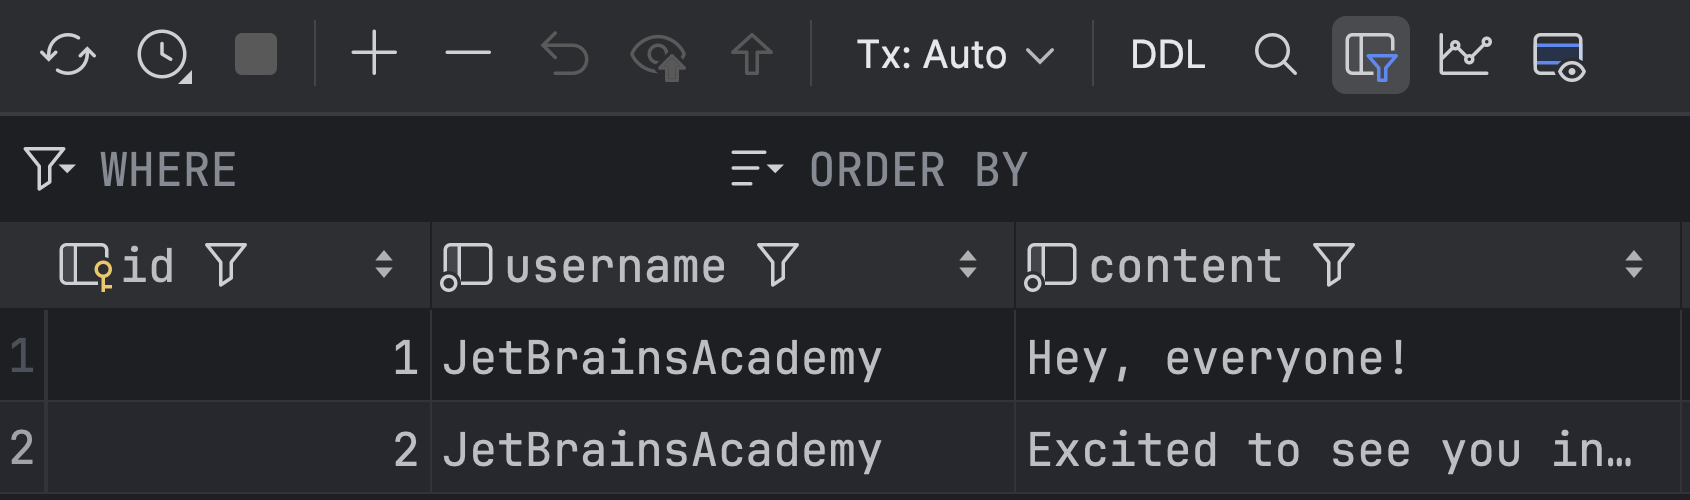 Tx: Auto DDL
WHERE ORDER BY
id username content
1 1 JetBrainsAcademy Hey, everyone!
2 2 JetBrainsAcademy Excited to see you in…